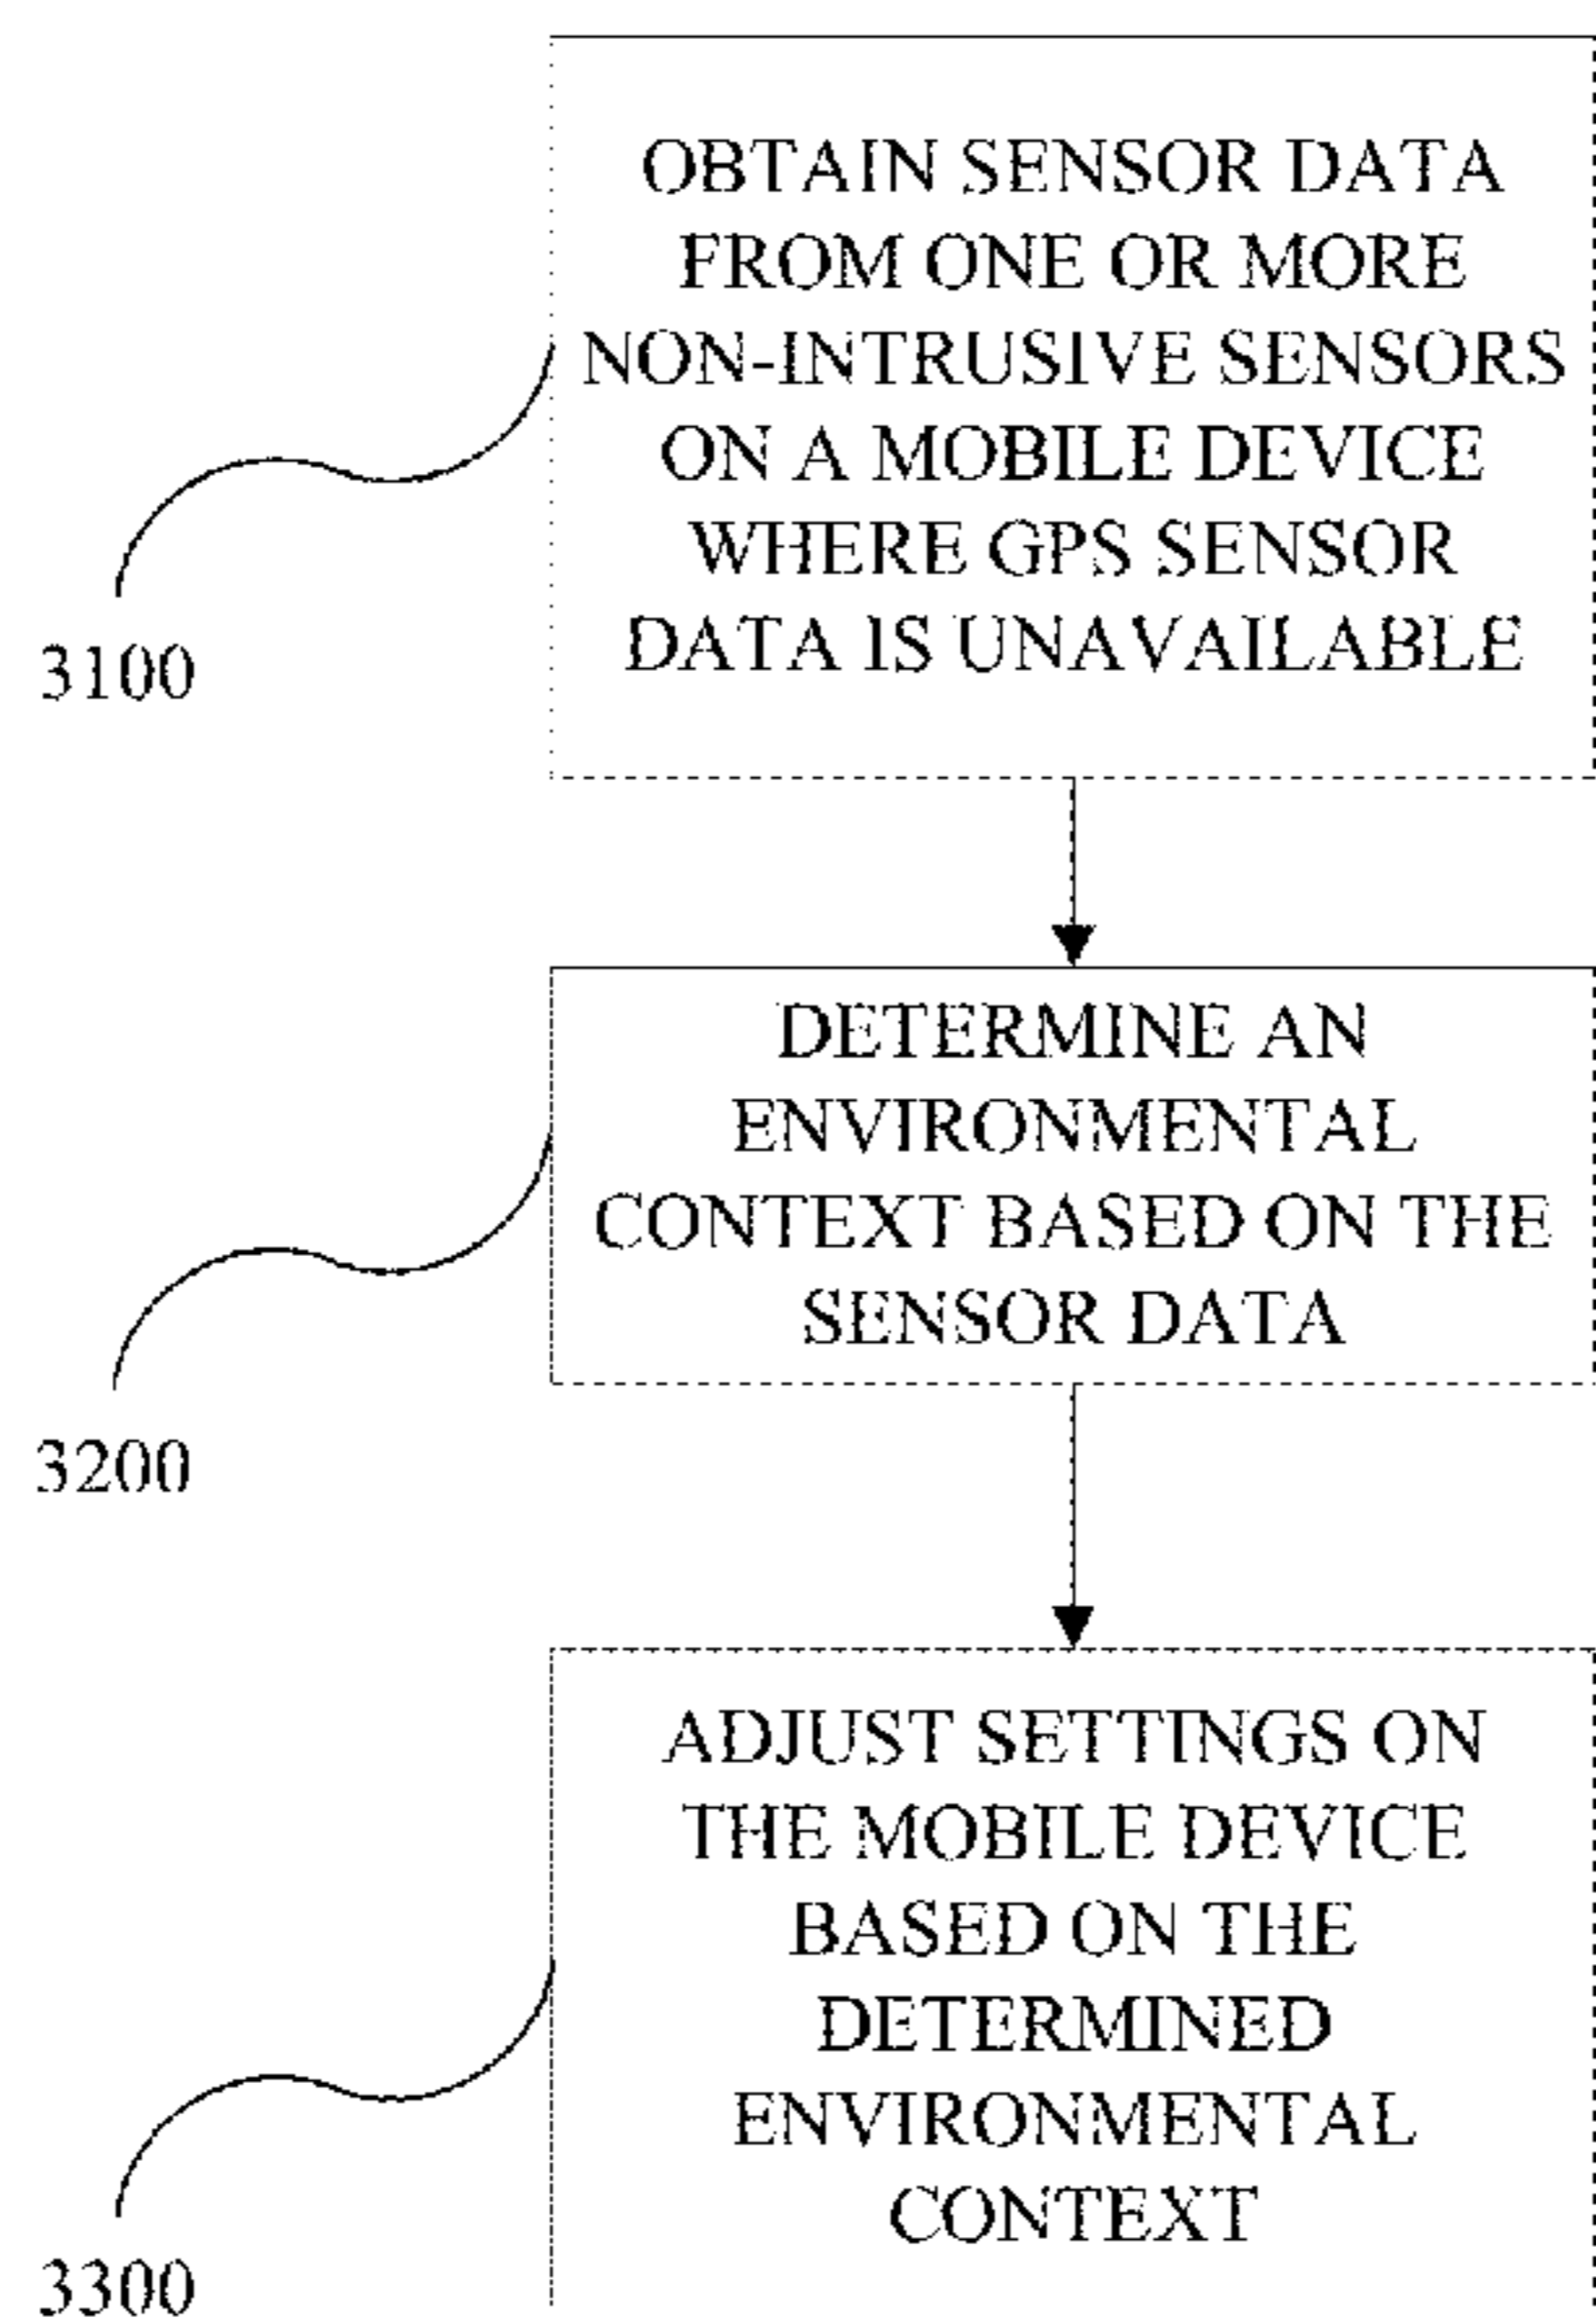 OBTAIN SENSOR DATA
FROM ONE OR MORE
NON-INTRUSIVE SENSORS
ON A MOBILE DEVICE
WHERE GPS SENSOR
DATA IS UNAVAILABLE
3100
DETERMINE AN
ENVIRONMENTAL
CONTEXT BASED ON THE
SENSOR DATA
3200
ADJUST SETTINGS ON
THE MOBILE DEVICE
BASED ON THE
DETERMINED
ENVIRONMENTAL
CONTEXT
3300